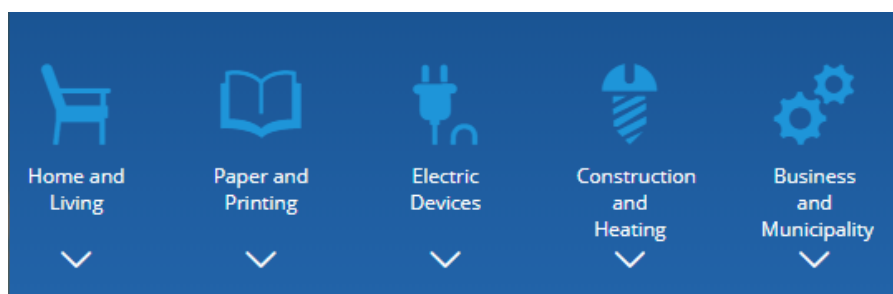 Home and
Living
Paper and
Printing
Electric
Devices
Construction
and
Heating
Business
and
Municipality